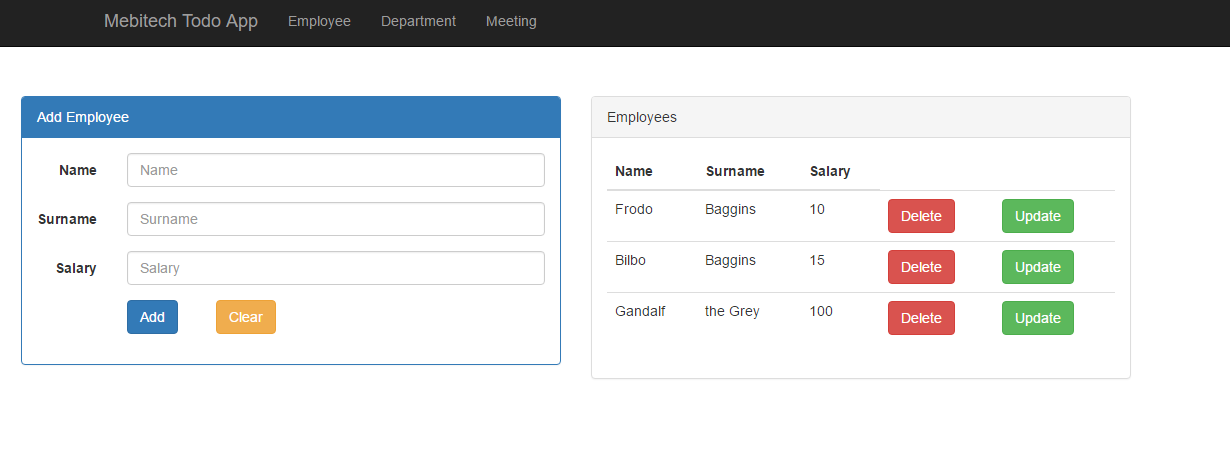 Mebitech Todo App Employee Department Meeting
Add Employee
Name Name
Surname Surname
Salary Salary
Add Clear
Employees
Name Surname Salary
Frodo Baggins 10 Delete Update
Bilbo Baggins 15 Delete Update
Gandalf the Grey 100 Delete Update